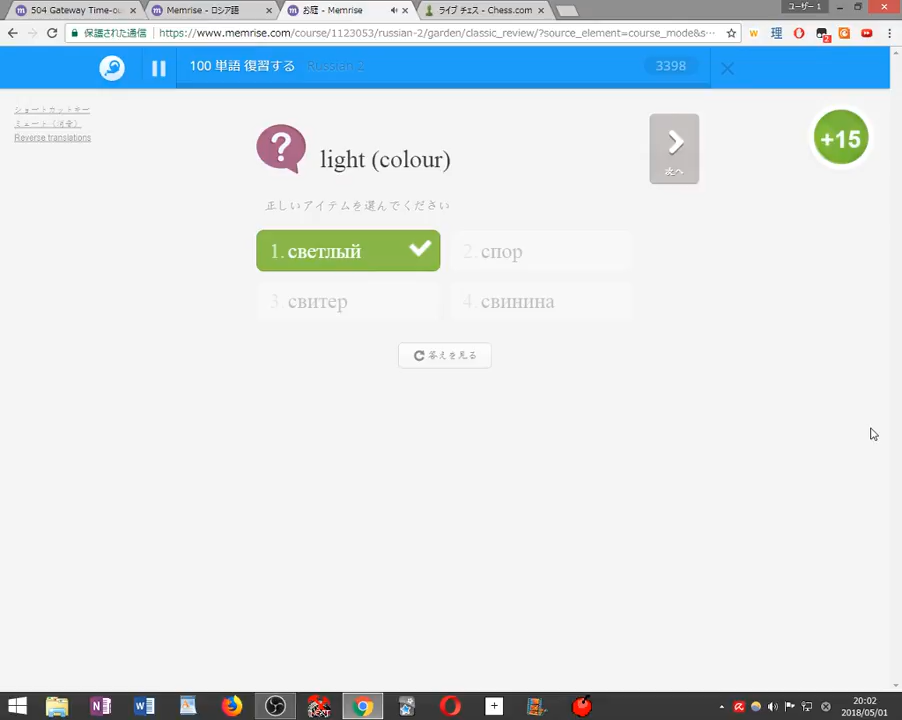 504 Gateway Time-ou
Memrise - ロシア語
お庭 - Memrise
ライブ チェス - Chess.com
ユーザー 1
保護された通信
https://www.memrise.com/course/1123053/russian-2/garden/classic_review/?source_element=course_mode&s…
100 単語 復習する
Russian 2
3398
ショートカットキー
ミュート（消音）
Reverse translations
light (colour)
次へ
+15
正しいアイテムを選んでください
1. светлый
2. спор
3. свитер
4. свинина
答えを見る
20:02
2018/05/01